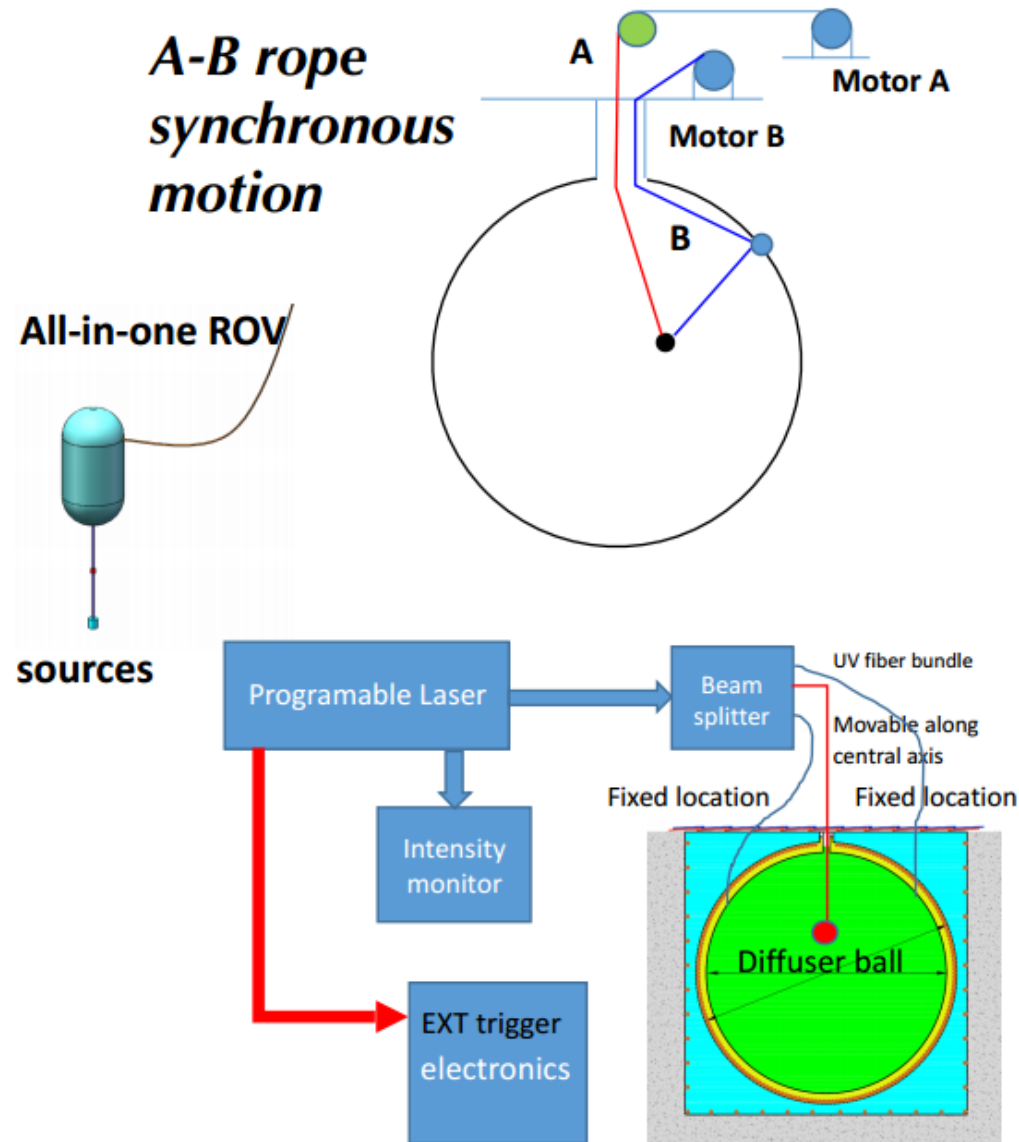 A-B rope
synchronous
motion
A
Motor A
Motor B
B
All-in-one ROV
sources
Programable Laser
Beam
splitter
UV fiber bundle
Movable along
central axis
Fixed location
Fixed location
Intensity
monitor
Diffuser ball
EXT trigger
electronics